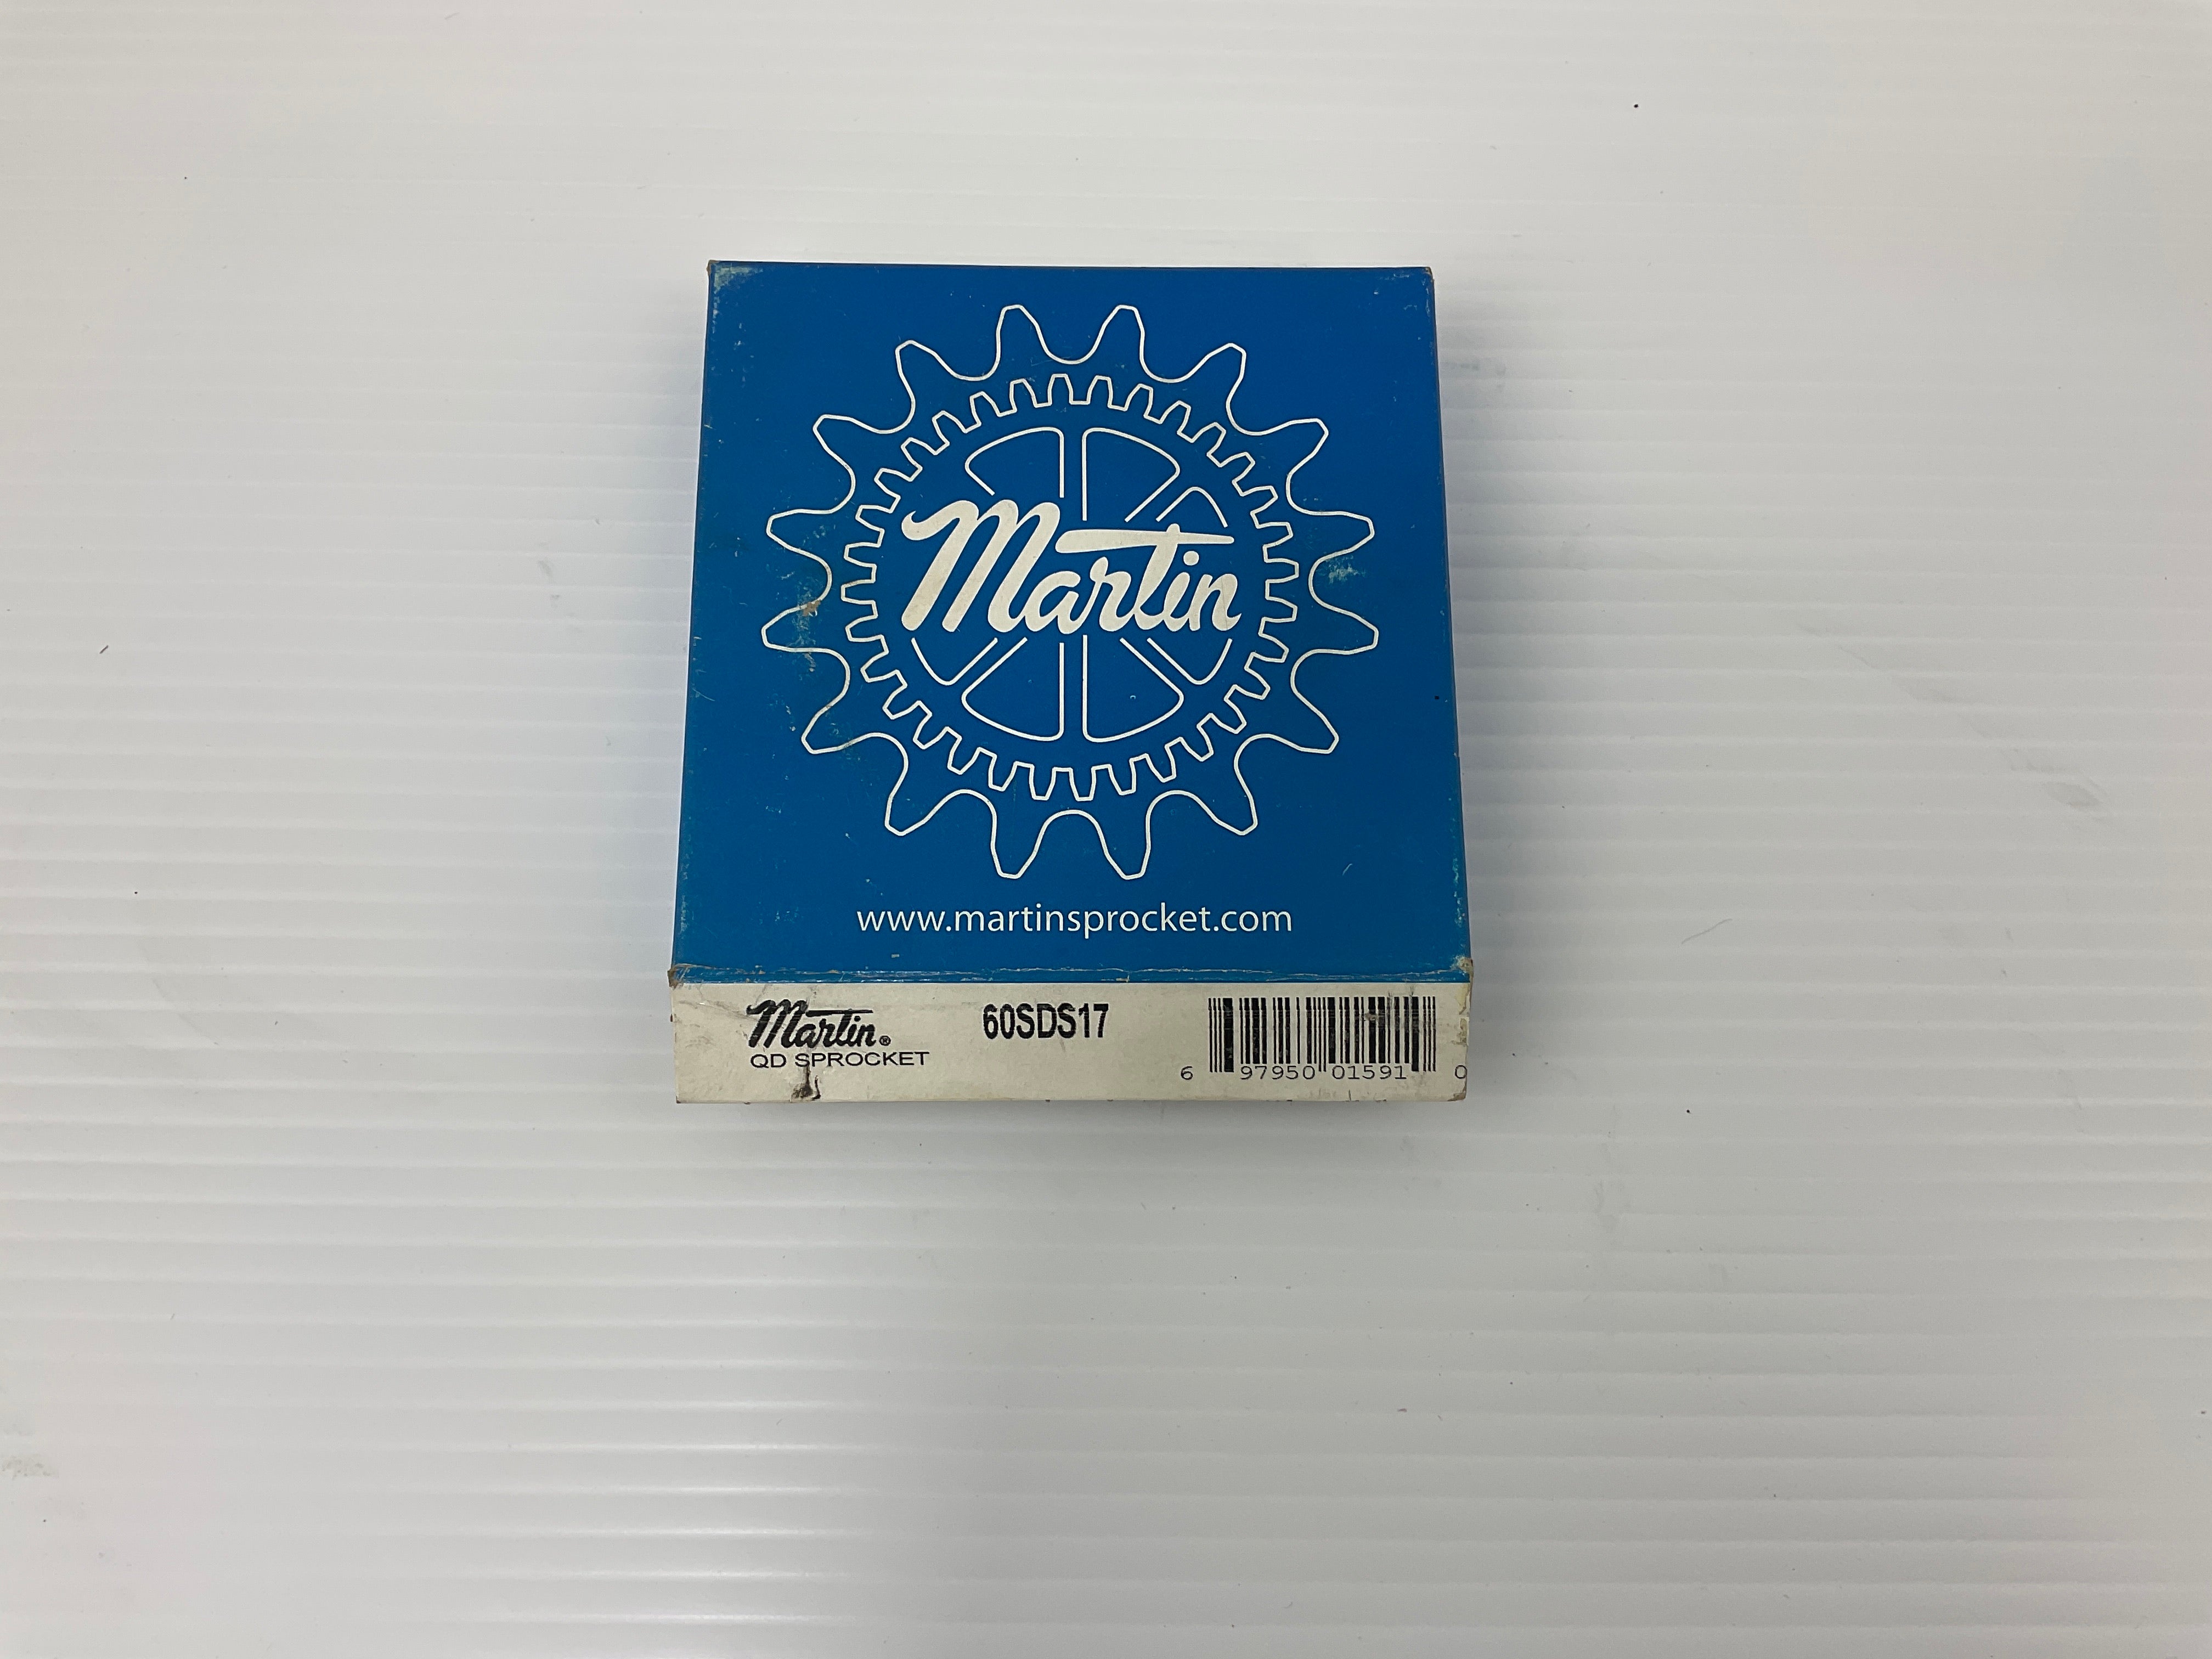 Martin
www.martinsprocket.com
Martin®
QD SPROCKET
60SDS17
6 97950 01591 0